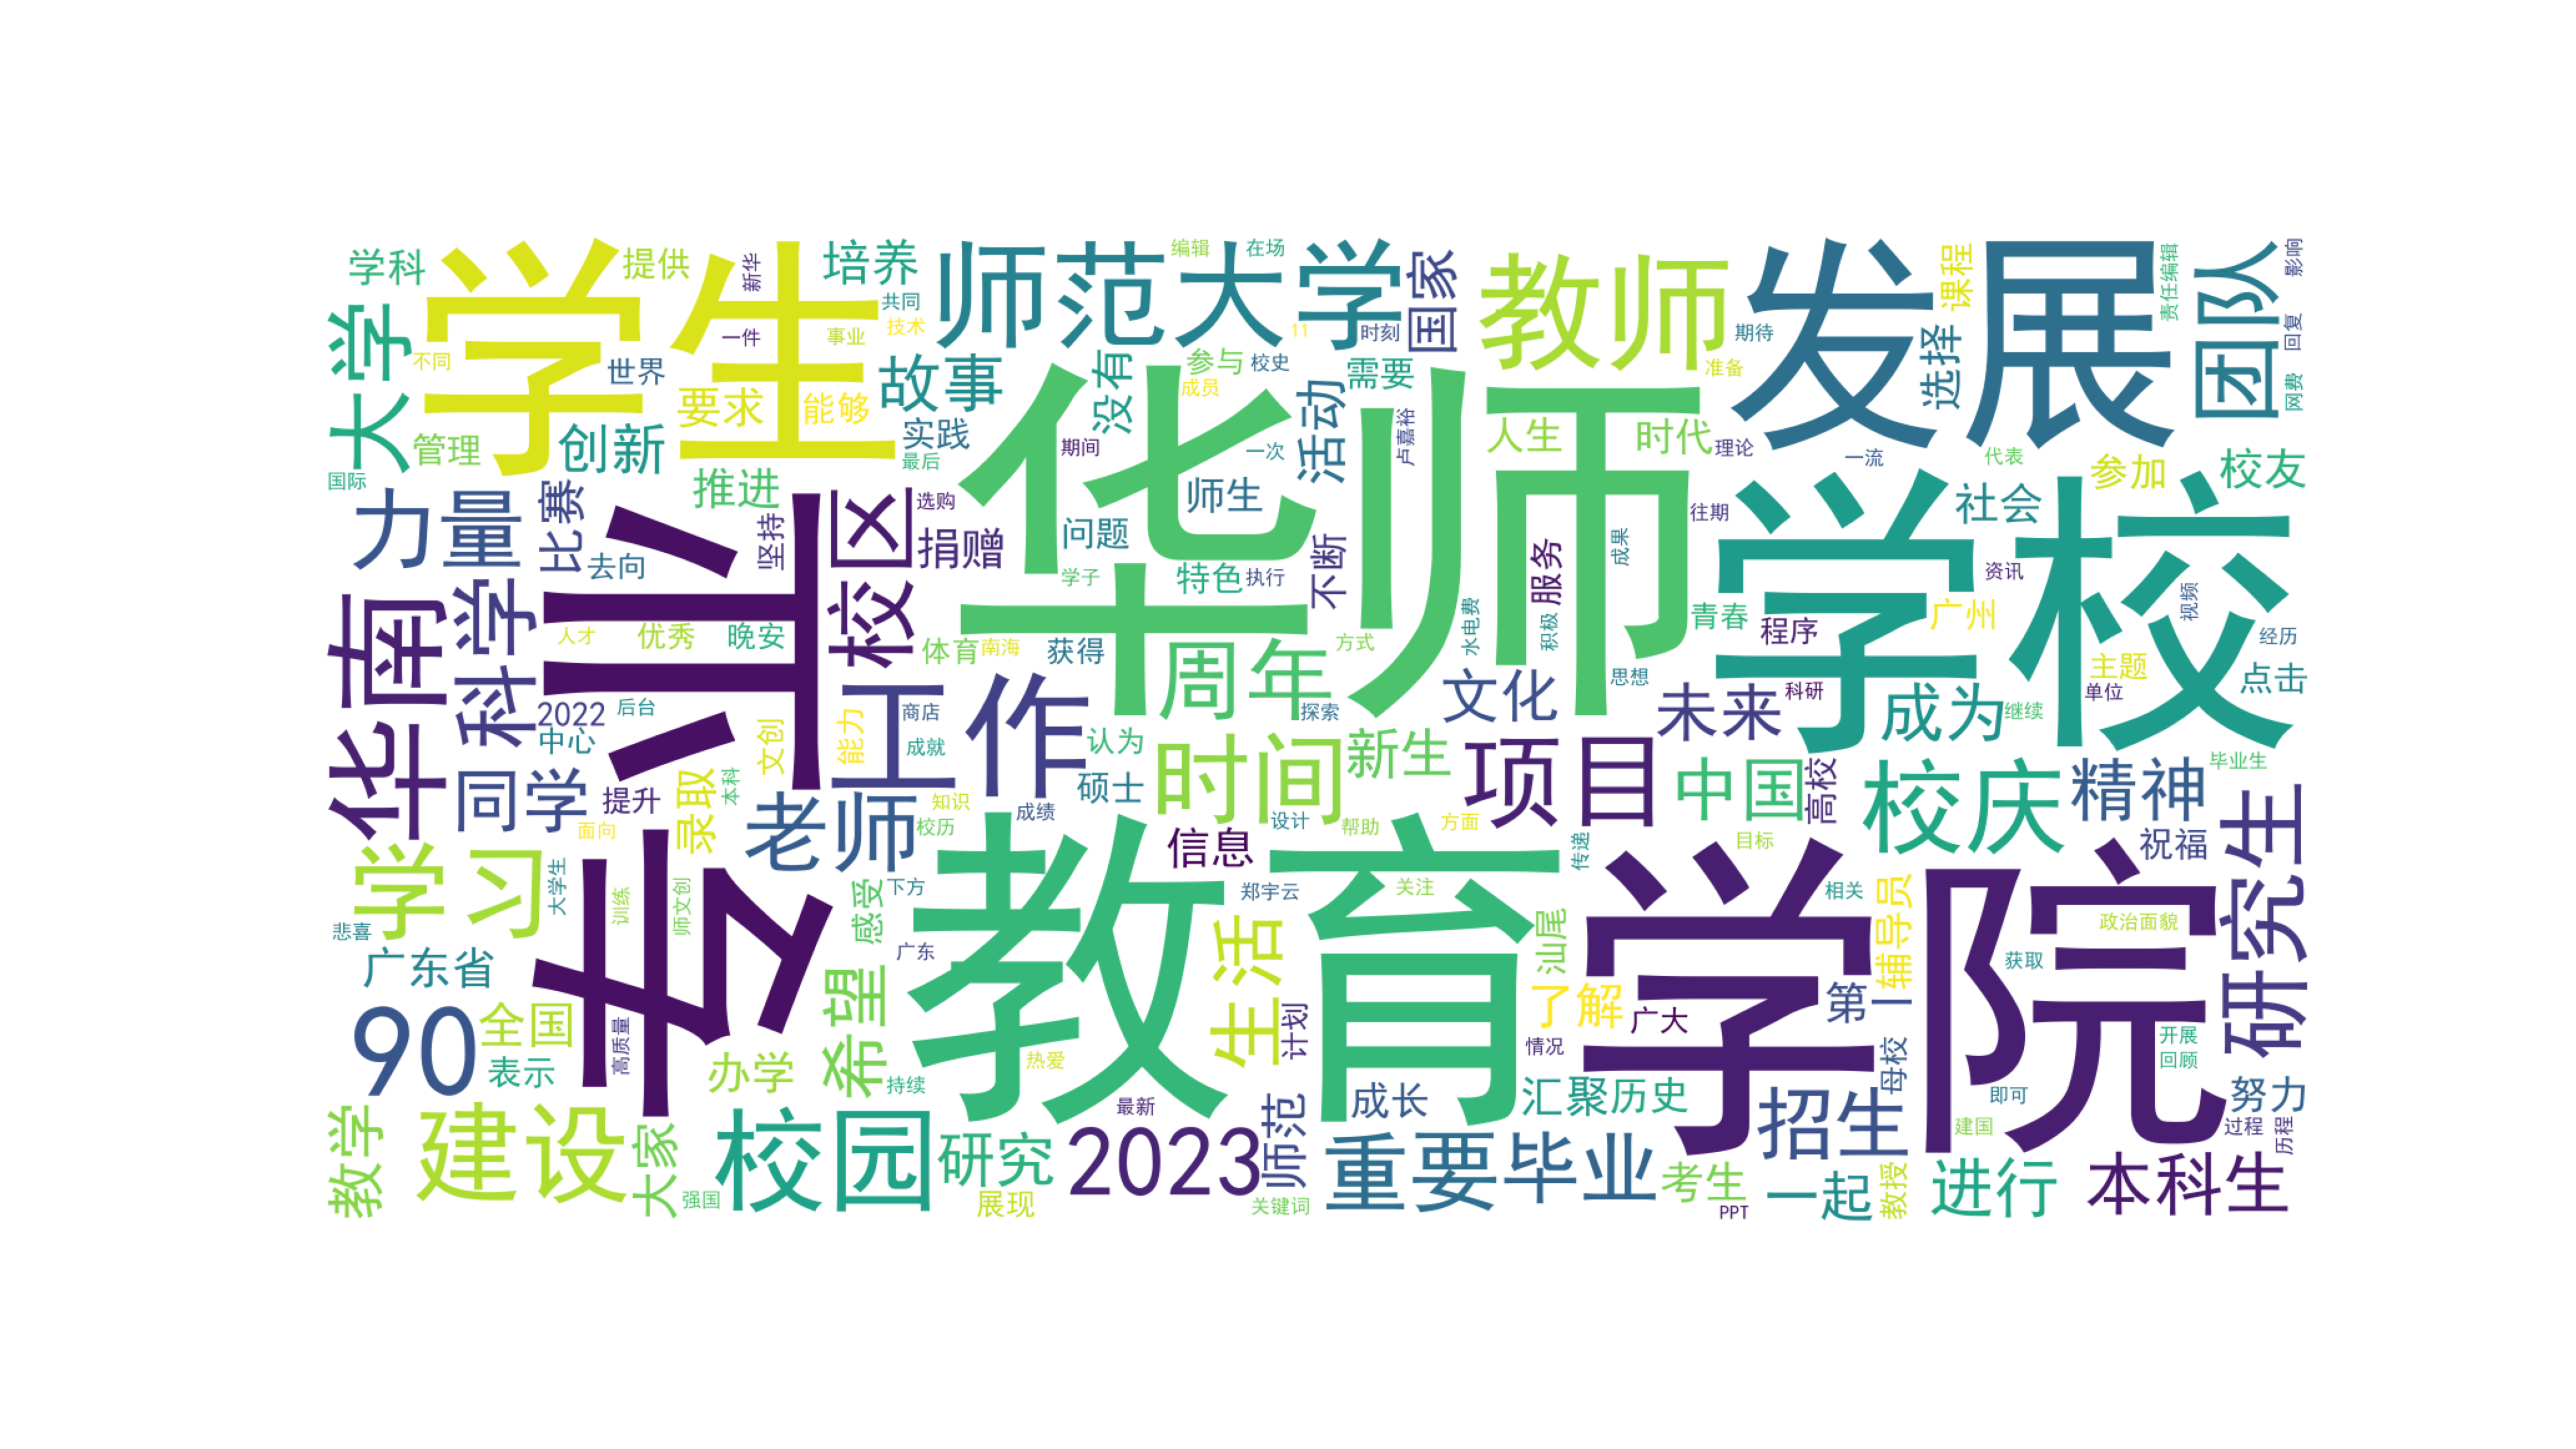 学科
学生
提供
新华
培养
师范大学
编辑
在场
国家
教师
发展
课程
责任编辑
团队
影响
大学
不同
世界
一件
事业
共同
技术
要求
能够
故事
没有
参与
校史
成员
11
时刻
需要
期待
准备
选择
回复
网费
管理
创新
实践
最后
推进
国际
期间
一次
活动
卢嘉裕
华师
人生
时代
理论
一流
代表
参加
校友
力量
比赛
去向
坚持
校区
选购
捐赠
问题
师生
学子
特色
执行
不断
服务
成果
往期
学校
社会
资讯
视频
华南
科学
专业
人才
优秀
晚安
体育
南海
获得
周年
方式
水电费
积极
思想
青春
程序
广州
主题
经历
点击
单位
2022
后台
中心
文创
能力
工作
商店
成就
认为
探索
文化
未来
科研
成为
继续
同学
提升
录取
本科
面向
老师
知识
校历
成绩
硕士
时间
新生
项目
中国
高校
校庆
精神
毕业生
学习
大学生
训练
师文创
感受
下方
信息
设计
帮助
方面
传递
目标
祝福
研究生
悲喜
广东省
广东
教育
郑宇云
关注
生活
汕尾
学院
相关
辅导员
政治面貌
获取
90
全国
表示
高质量
办学
希望
持续
热爱
计划
了解
广大
情况
第一
母校
开展
回顾
即可
努力
教学
建设
大家
强国
校园
研究
展现
最新
2023
师范
关键词
成长
重要
毕业
汇聚历史
考生
PPT
招生
一起
教授
建国
进行
过程
历程
本科生